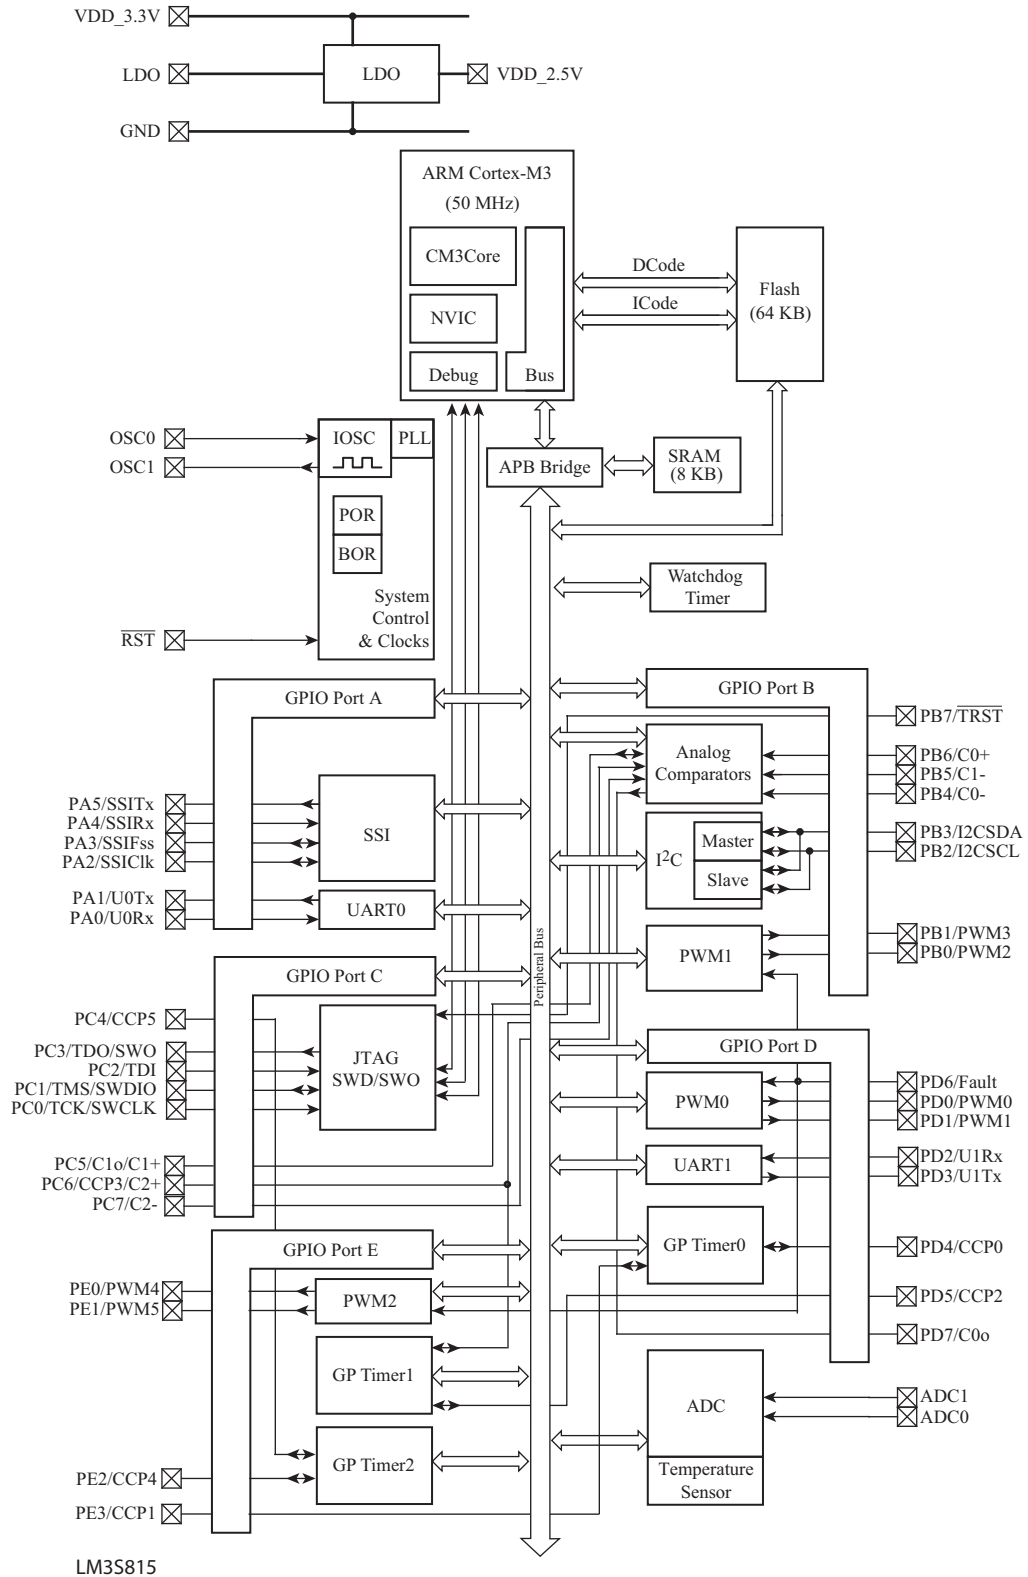 VDD_3.3V
LDO
LDO
VDD_2.5V
GND
ARM Cortex-M3
(50 MHz)
CM3Core
NVIC
Debug
Bus
DCode
ICode
Flash
(64 KB)
OSC0
OSC1
IOSC
PLL
POR
BOR
System
Control
& Clocks
RST
APB Bridge
SRAM
(8 KB)
Watchdog
Timer
Peripheral Bus
GPIO Port A
PA5/SSITx
PA4/SSIRx
PA3/SSIFss
PA2/SSIClk
SSI
PA1/U0Tx
PA0/U0Rx
UART0
GPIO Port B
PB7/TRST
Analog
Comparators
PB6/C0+
PB5/C1-
PB4/C0-
I²C
Master
Slave
PB3/I2CSDA
PB2/I2CSCL
PWM1
PB1/PWM3
PB0/PWM2
GPIO Port C
PC4/CCP5
PC3/TDO/SWO
PC2/TDI
PC1/TMS/SWDIO
PC0/TCK/SWCLK
JTAG
SWD/SWO
PC5/C1o/C1+
PC6/CCP3/C2+
PC7/C2-
GPIO Port D
PWM0
PD6/Fault
PD0/PWM0
PD1/PWM1
UART1
PD2/U1Rx
PD3/U1Tx
GP Timer0
PD4/CCP0
PD5/CCP2
PD7/C0o
GPIO Port E
PE0/PWM4
PE1/PWM5
PWM2
GP Timer1
GP Timer2
PE2/CCP4
PE3/CCP1
ADC
ADC1
ADC0
Temperature
Sensor
LM3S815